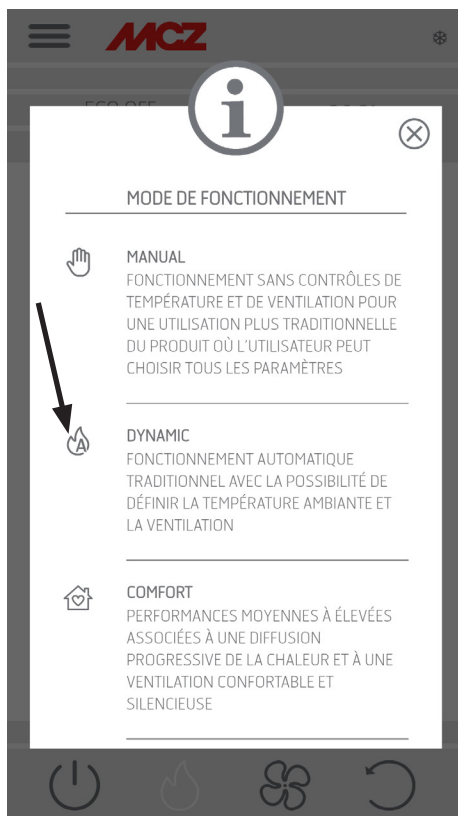 MCZ
ECO OFF
i
MODE DE FONCTIONNEMENT
MANUAL
FONCTIONNEMENT SANS CONTRÔLES DE
TEMPÉRATURE ET DE VENTILATION POUR
UNE UTILISATION PLUS TRADITIONNELLE
DU PRODUIT OÙ L'UTILISATEUR PEUT
CHOISIR TOUS LES PARAMÈTRES
A
DYNAMIC
FONCTIONNEMENT AUTOMATIQUE
TRADITIONNEL AVEC LA POSSIBILITÉ DE
DÉFINIR LA TEMPÉRATURE AMBIANTE ET
LA VENTILATION
COMFORT
PERFORMANCES MOYENNES À ÉLEVÉES
ASSOCIÉES À UNE DIFFUSION
PROGRESSIVE DE LA CHALEUR ET À UNE
VENTILATION CONFORTABLE ET
SILENCIEUSE